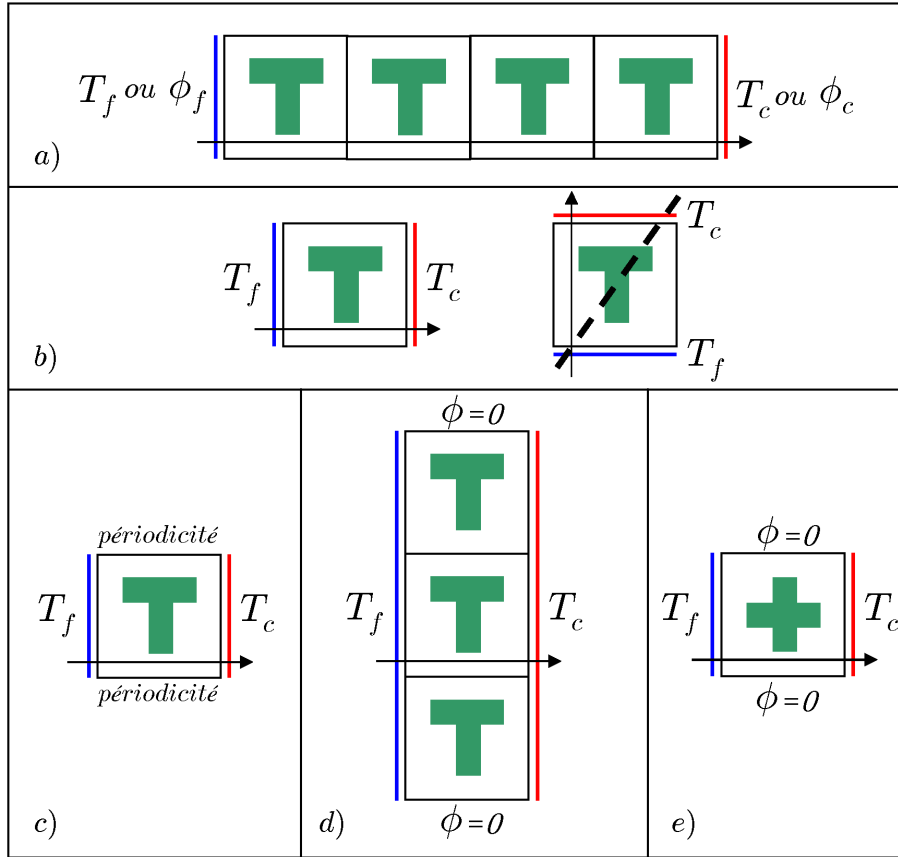 T_f ou ϕ_f
T_c ou ϕ_c
a)
T_f
T_c
T_c
T_f
b)
périodicité
T_f
T_c
périodicité
c)
ϕ=0
T_f
T_c
ϕ=0
d)
ϕ=0
T_f
T_c
ϕ=0
e)